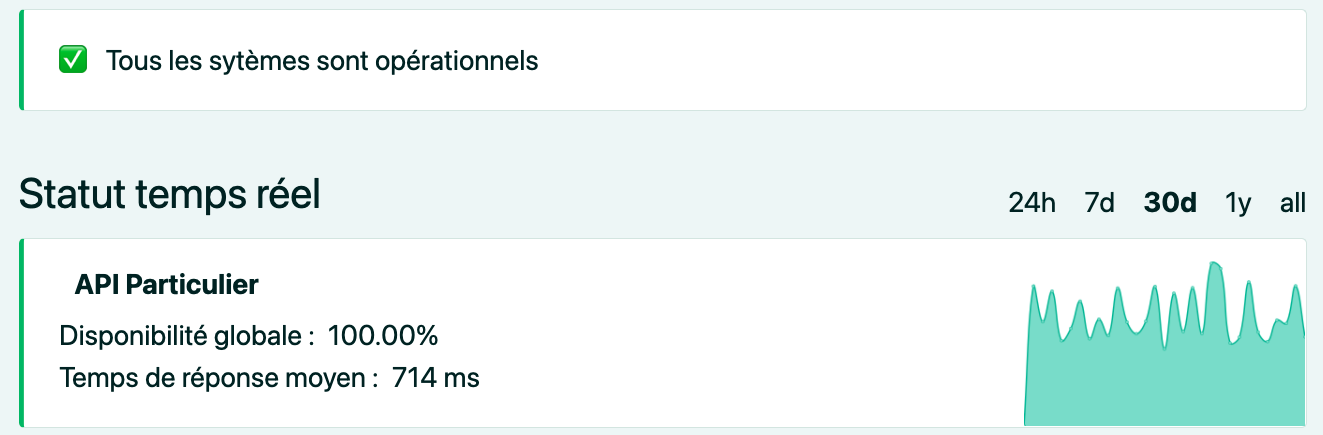 ✅ Tous les sytèmes sont opérationnels
Statut temps réel
24h 7d 30d 1y all
API Particulier
Disponibilité globale : 100.00%
Temps de réponse moyen : 714 ms